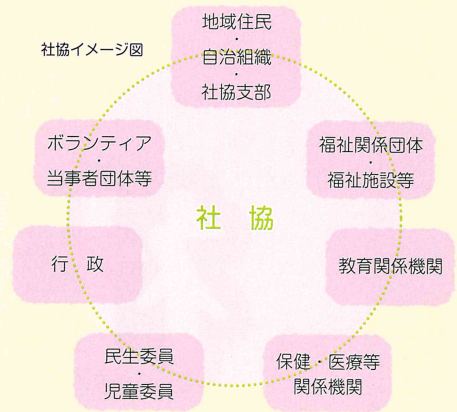 社協イメージ図
地域住民
・
自治組織
・
社協支部
福祉関係団体
・
福祉施設等
教育関係機関
保健・医療等
関係機関
民生委員
・
児童委員
行　政
ボランティア
・
当事者団体等
社　協